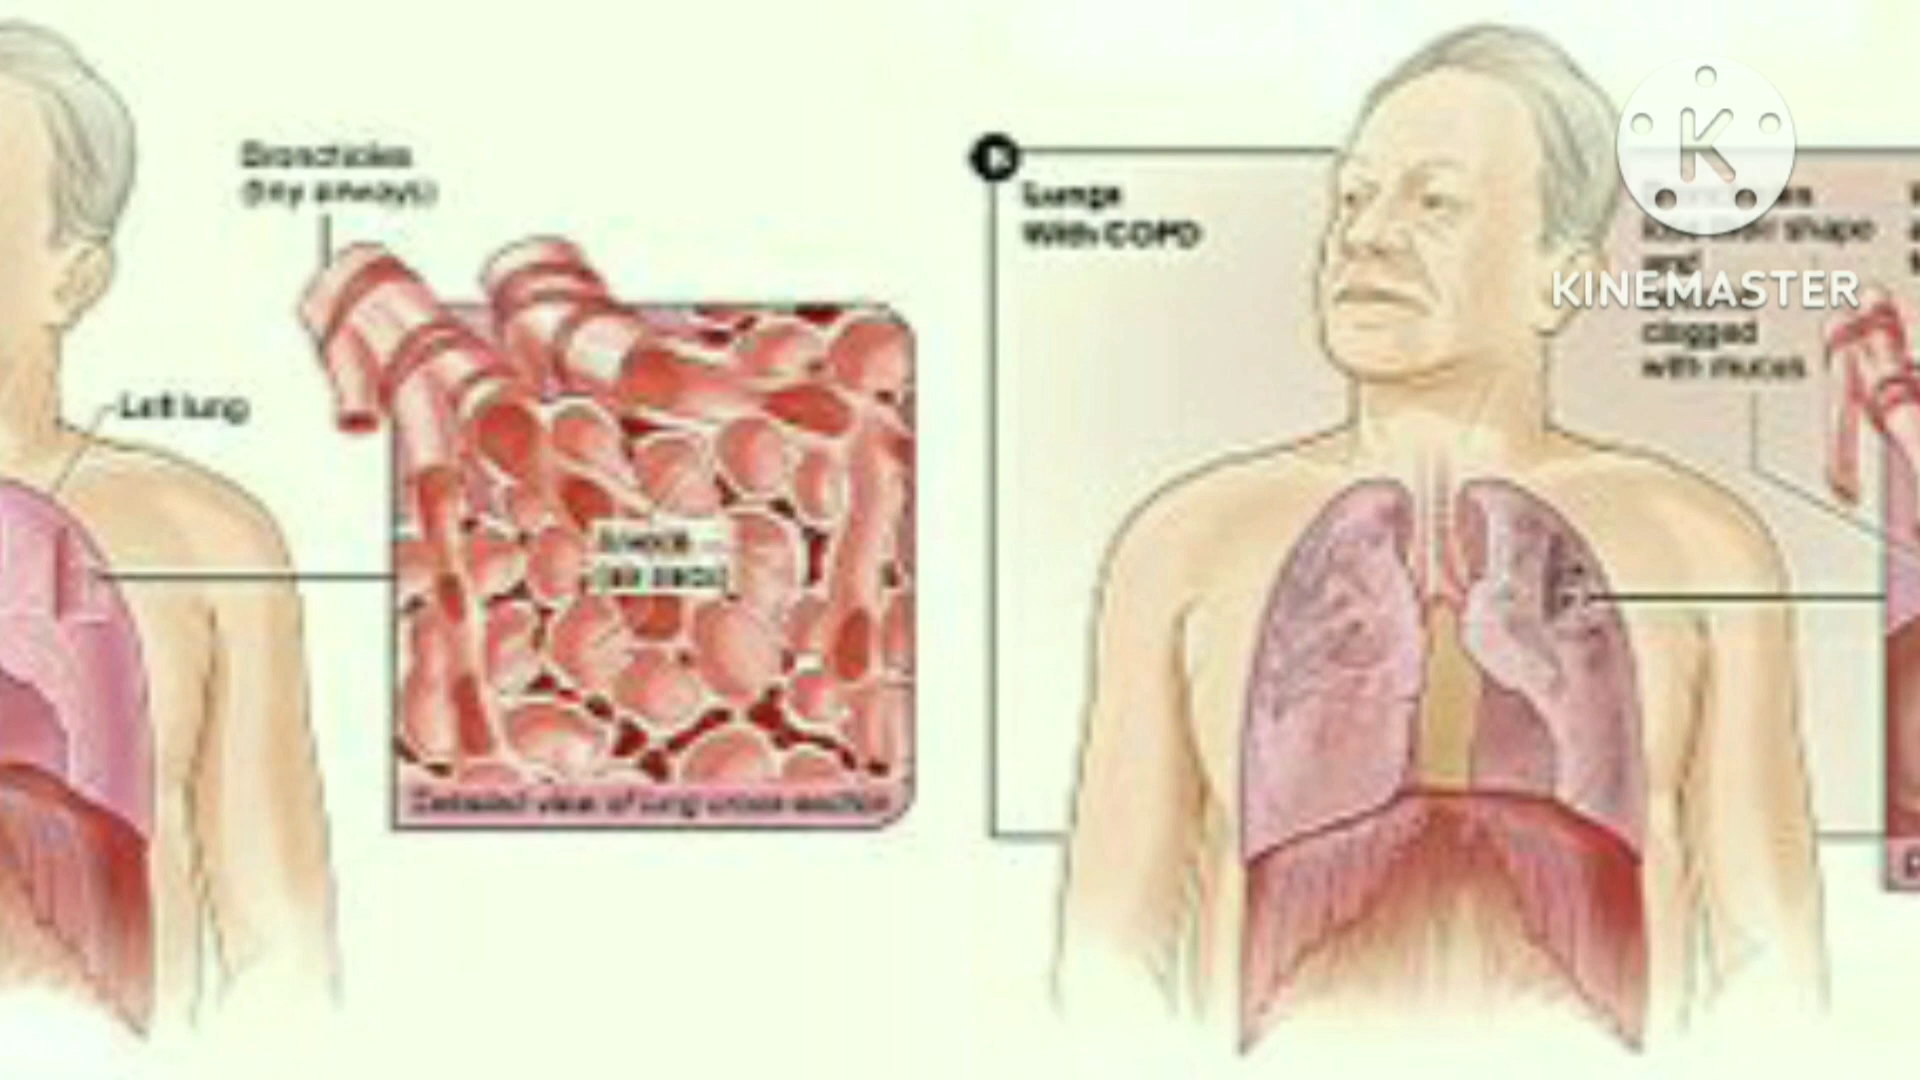 Bronchioles
(tiny airways)
Left lung
Alveoli
(air sacs)
Detailed view of lung cross-section
B
Lungs
With COPD
shape
and
clogged
with mucus
K
KINEMASTER